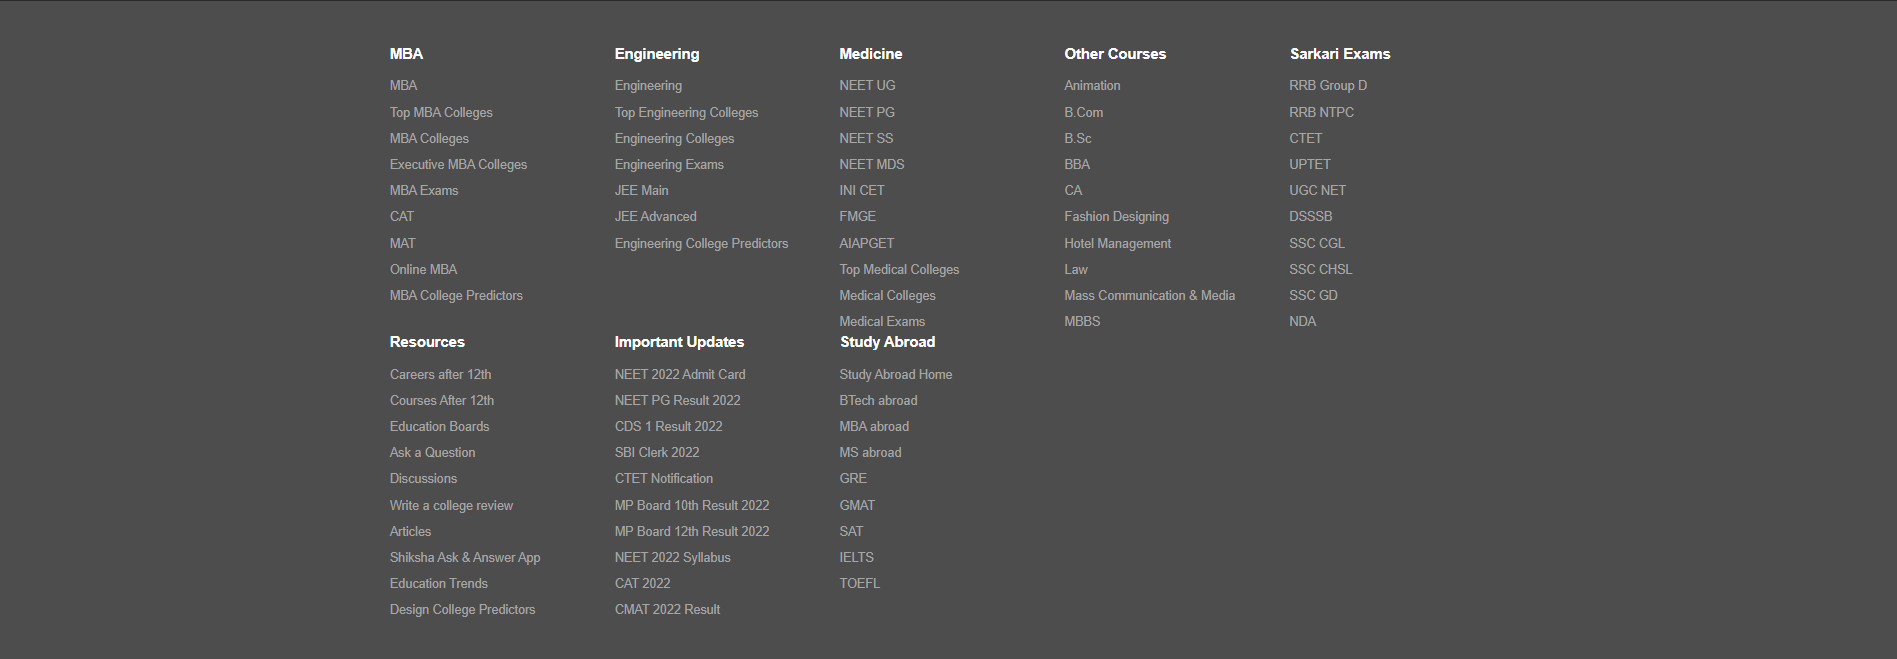 MBA
MBA
Top MBA Colleges
MBA Colleges
Executive MBA Colleges
MBA Exams
CAT
MAT
Online MBA
MBA College Predictors
Engineering
Engineering
Top Engineering Colleges
Engineering Colleges
Engineering Exams
JEE Main
JEE Advanced
Engineering College Predictors
Medicine
NEET UG
NEET PG
NEET SS
NEET MDS
INI CET
FMGE
AIAPGET
Top Medical Colleges
Medical Colleges
Medical Exams
Other Courses
Animation
B.Com
B.Sc
BBA
CA
Fashion Designing
Hotel Management
Law
Mass Communication & Media
MBBS
Sarkari Exams
RRB Group D
RRB NTPC
CTET
UPTET
UGC NET
DSSSB
SSC CGL
SSC CHSL
SSC GD
NDA
Resources
Careers after 12th
Courses After 12th
Education Boards
Ask a Question
Discussions
Write a college review
Articles
Shiksha Ask & Answer App
Education Trends
Design College Predictors
Important Updates
NEET 2022 Admit Card
NEET PG Result 2022
CDS 1 Result 2022
SBI Clerk 2022
CTET Notification
MP Board 10th Result 2022
MP Board 12th Result 2022
NEET 2022 Syllabus
CAT 2022
CMAT 2022 Result
Study Abroad
Study Abroad Home
BTech abroad
MBA abroad
MS abroad
GRE
GMAT
SAT
IELTS
TOEFL